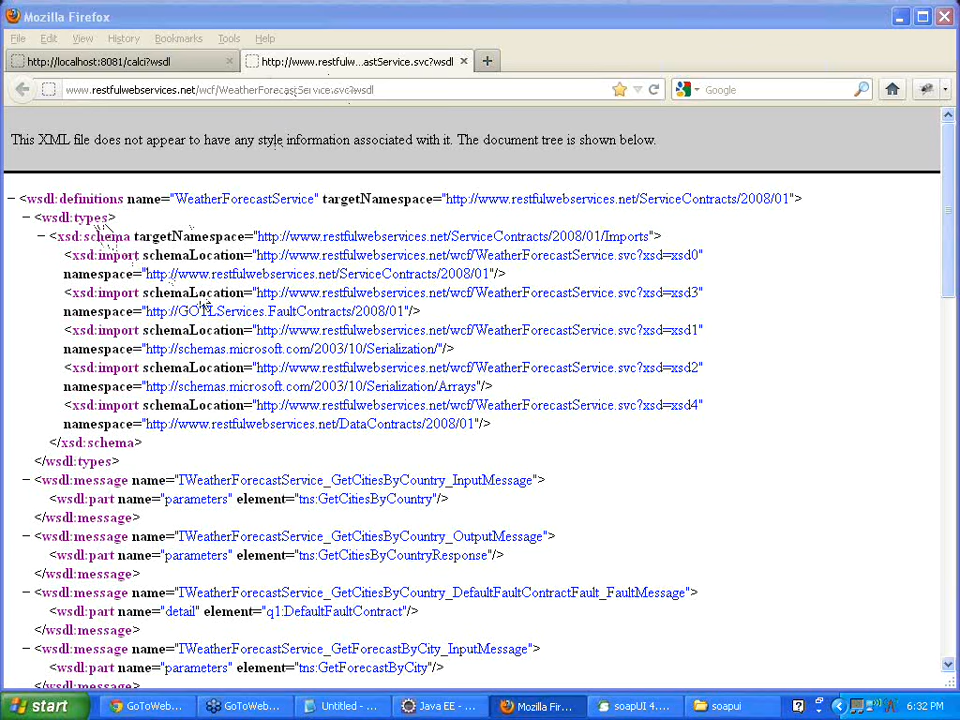 Mozilla Firefox
File Edit View History Bookmarks Tools Help
http://localhost:8081/calci?wsdl
http://www.restfulw...astService.svc?wsdl
www.restfulwebservices.net/wcf/WeatherForecastService.svc?wsdl
Google
This XML file does not appear to have any style information associated with it. The document tree is shown below.
− <wsdl:definitions name="WeatherForecastService" targetNamespace="http://www.restfulwebservices.net/ServiceContracts/2008/01">
− <wsdl:types>
− <xsd:schema targetNamespace="http://www.restfulwebservices.net/ServiceContracts/2008/01/Imports">
<xsd:import schemaLocation="http://www.restfulwebservices.net/wcf/WeatherForecastService.svc?xsd=xsd0"
namespace="http://www.restfulwebservices.net/ServiceContracts/2008/01"/>
<xsd:import schemaLocation="http://www.restfulwebservices.net/wcf/WeatherForecastService.svc?xsd=xsd3"
namespace="http://GOTLServices.FaultContracts/2008/01"/>
<xsd:import schemaLocation="http://www.restfulwebservices.net/wcf/WeatherForecastService.svc?xsd=xsd1"
namespace="http://schemas.microsoft.com/2003/10/Serialization/"/>
<xsd:import schemaLocation="http://www.restfulwebservices.net/wcf/WeatherForecastService.svc?xsd=xsd2"
namespace="http://schemas.microsoft.com/2003/10/Serialization/Arrays"/>
<xsd:import schemaLocation="http://www.restfulwebservices.net/wcf/WeatherForecastService.svc?xsd=xsd4"
namespace="http://www.restfulwebservices.net/DataContracts/2008/01"/>
</xsd:schema>
</wsdl:types>
− <wsdl:message name="TWeatherForecastService_GetCitiesByCountry_InputMessage">
<wsdl:part name="parameters" element="tns:GetCitiesByCountry"/>
</wsdl:message>
− <wsdl:message name="TWeatherForecastService_GetCitiesByCountry_OutputMessage">
<wsdl:part name="parameters" element="tns:GetCitiesByCountryResponse"/>
</wsdl:message>
− <wsdl:message name="TWeatherForecastService_GetCitiesByCountry_DefaultFaultContractFault_FaultMessage">
<wsdl:part name="detail" element="q1:DefaultFaultContract"/>
</wsdl:message>
− <wsdl:message name="TWeatherForecastService_GetForecastByCity_InputMessage">
<wsdl:part name="parameters" element="tns:GetForecastByCity"/>
</wsdl:message>
start GoToWeb... GoToWeb... Untitled - ... Java EE - ... Mozilla Fir... soapUI 4.... soapui 6:32 PM